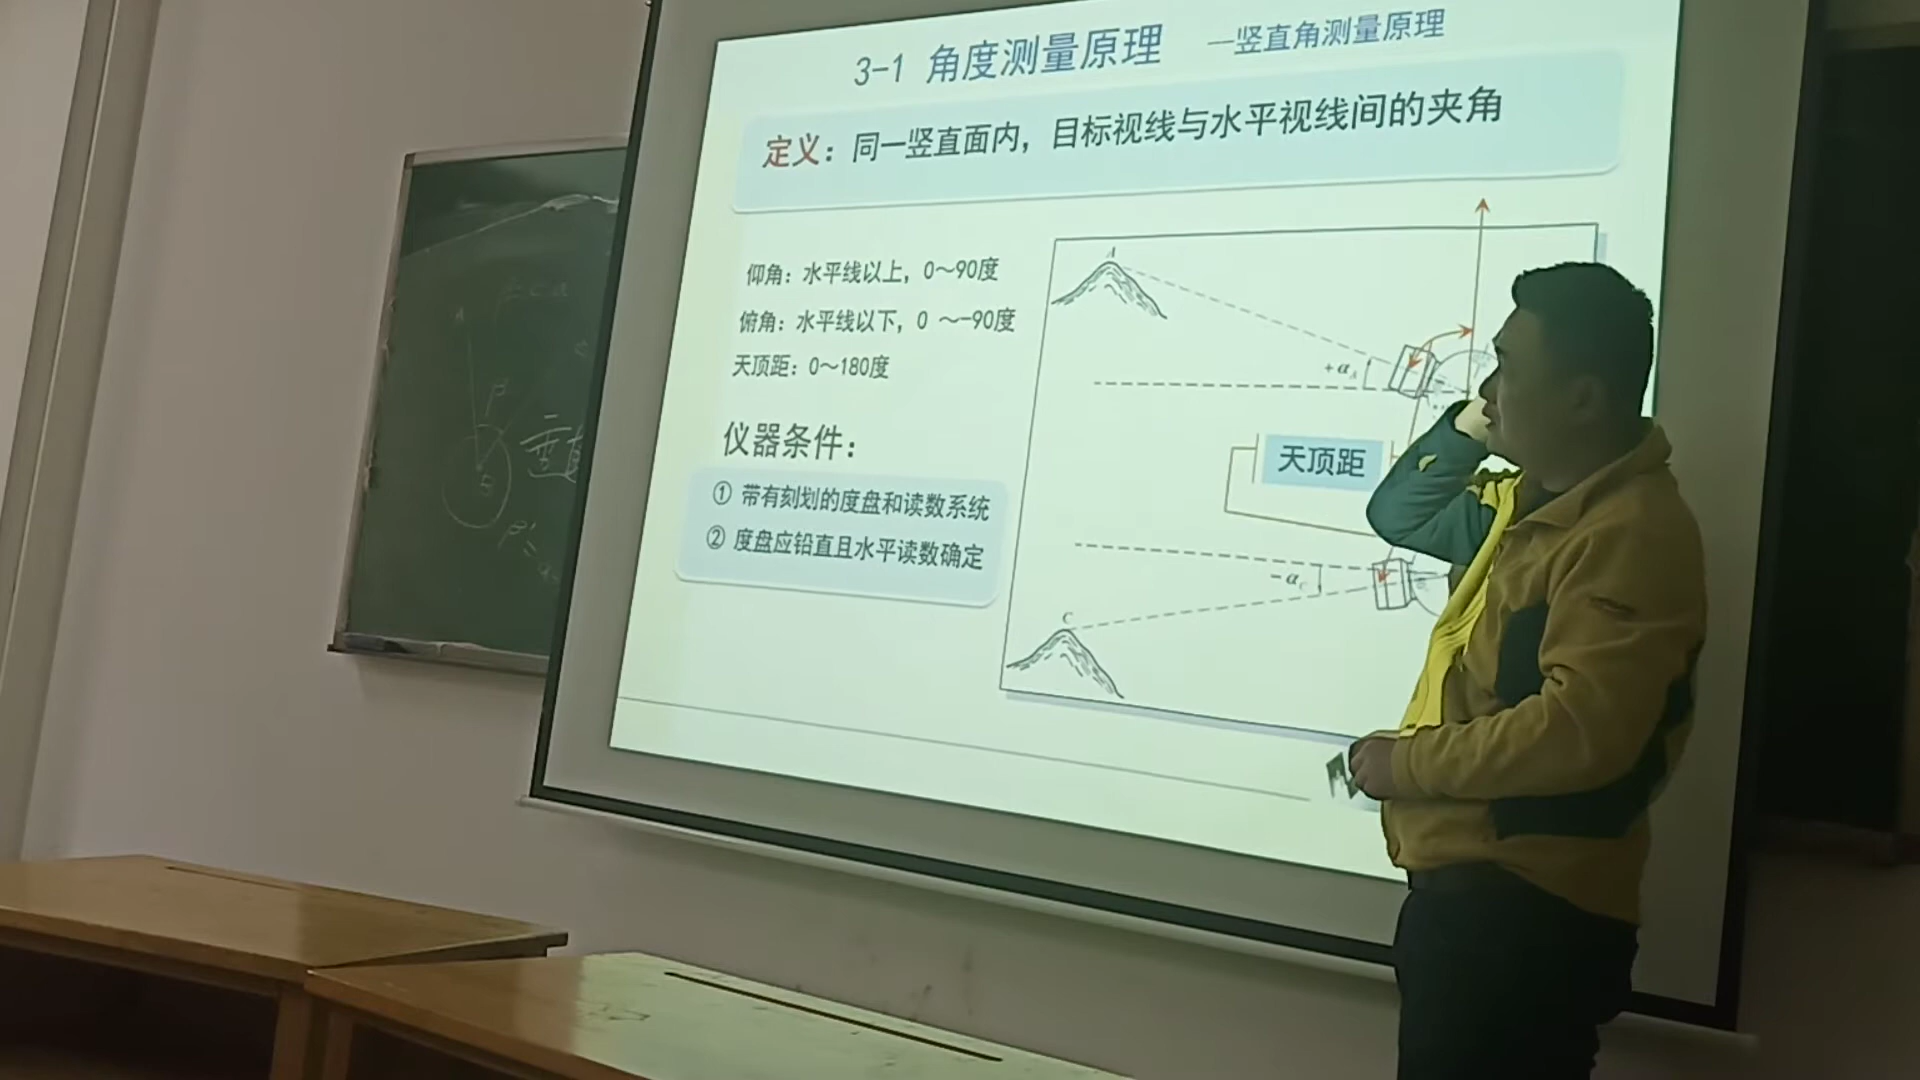 3-1 角度测量原理 —竖直角测量原理
定义：同一竖直面内，目标视线与水平视线间的夹角
仰角：水平线以上，0～90度
俯角：水平线以下，0 ～-90度
天顶距：0～180度
仪器条件：
① 带有刻划的度盘和读数系统
② 度盘应铅直且水平读数确定
A
+α
天顶距
-α
C
P
垂直
P'